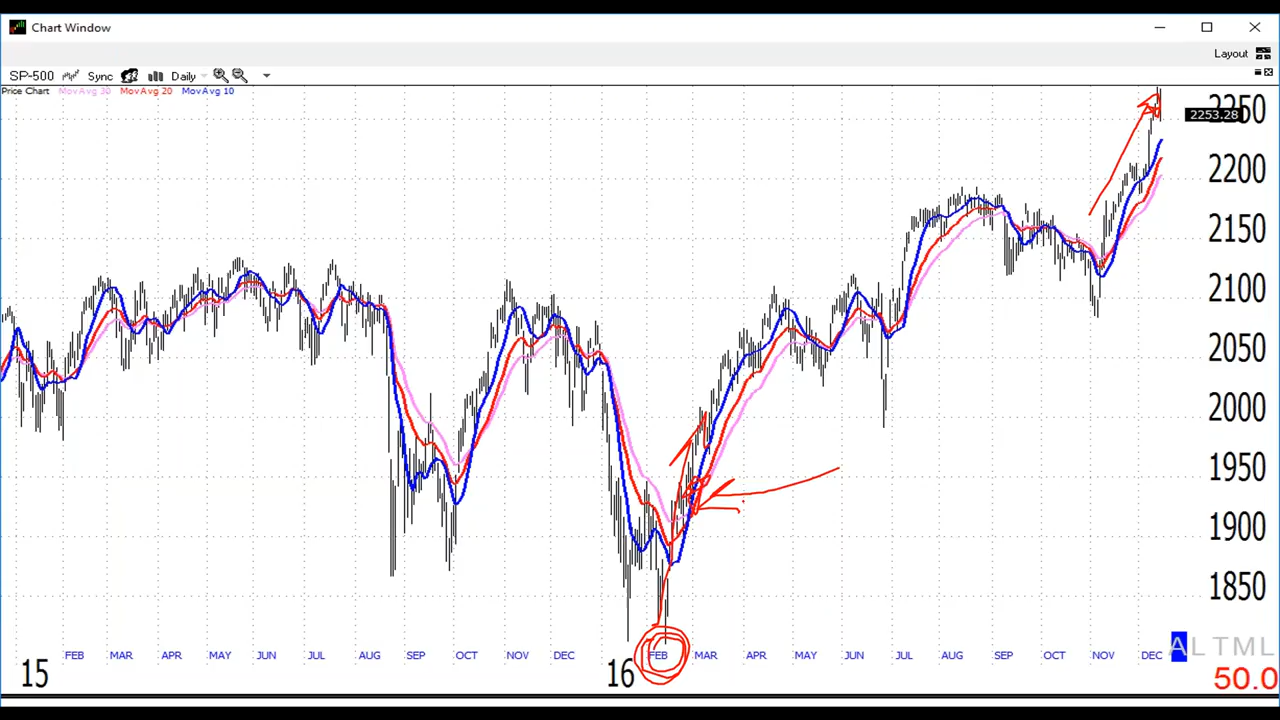 Chart Window
Layout
SP-500 Sync Daily
Price Chart MovAvg 30 MovAvg 20 MovAvg 10
2250
2253.28
2200
2150
2100
2050
2000
1950
1900
1850
FEB MAR APR MAY JUN JUL AUG SEP OCT NOV DEC FEB MAR APR MAY JUN JUL AUG SEP OCT NOV DEC
15 16
A L T M L
50.0